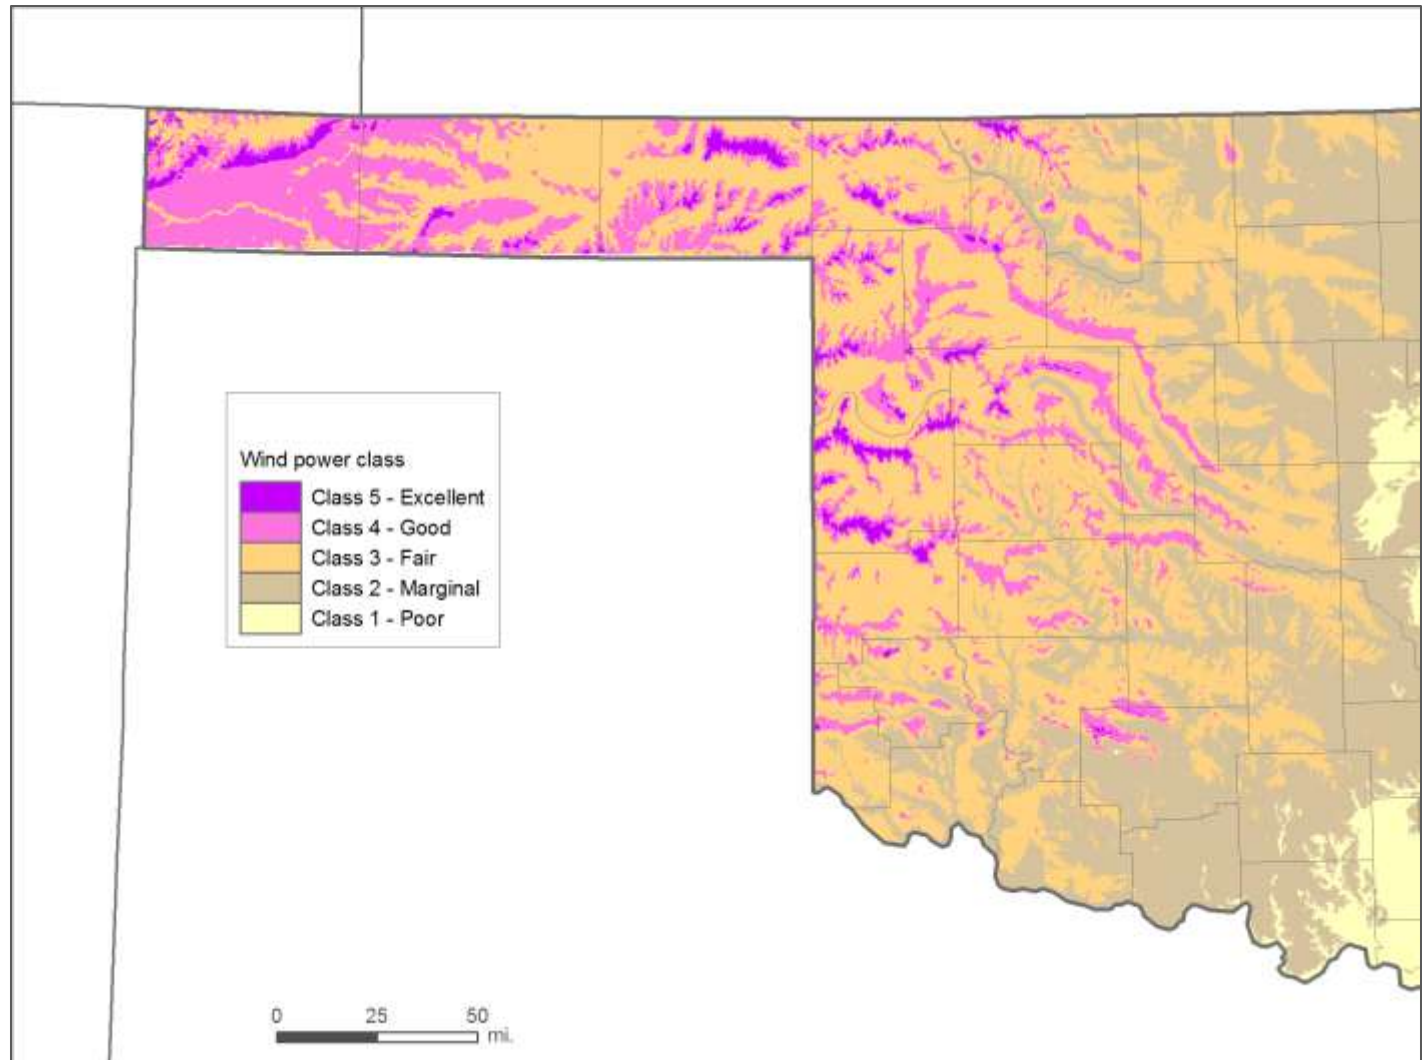 Wind power class
Class 5 - Excellent
Class 4 - Good
Class 3 - Fair
Class 2 - Marginal
Class 1 - Poor
0 25 50
mi.